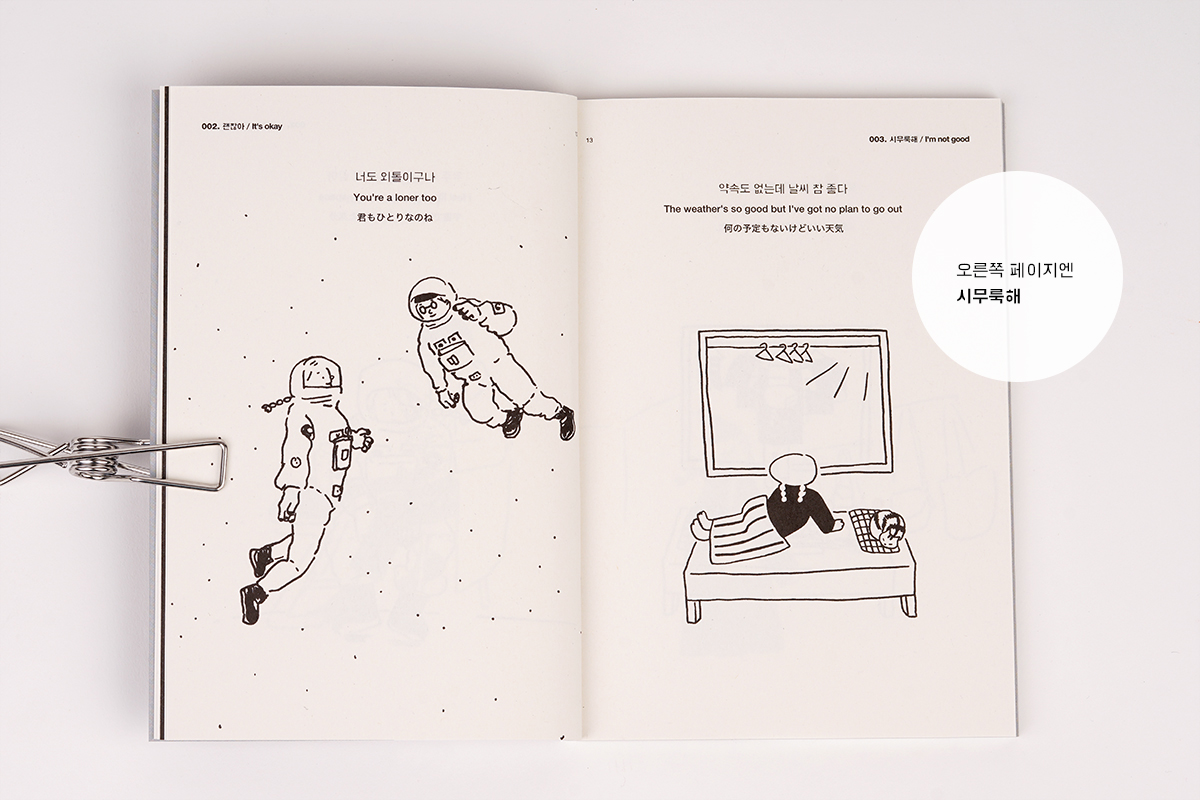 002. 괜찮아 / It's okay
너도 외톨이구나
You're a loner too
君もひとりなのね
13
003. 시무룩해 / I'm not good
약속도 없는데 날씨 참 좋다
The weather's so good but I've got no plan to go out
何の予定もないけどいい天気
오른쪽 페이지엔
시무룩해